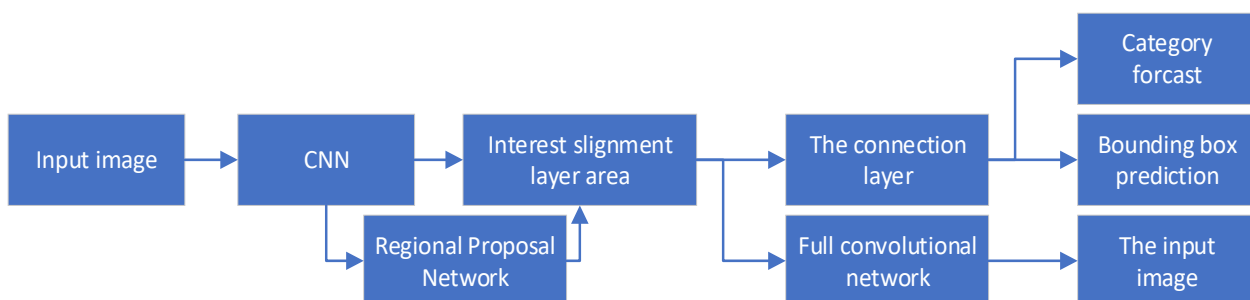 Category
forcast
Input image
CNN
Interest slignment
layer area
The connection
layer
Bounding box
prediction
Regional Proposal
Network
Full convolutional
network
The input
image